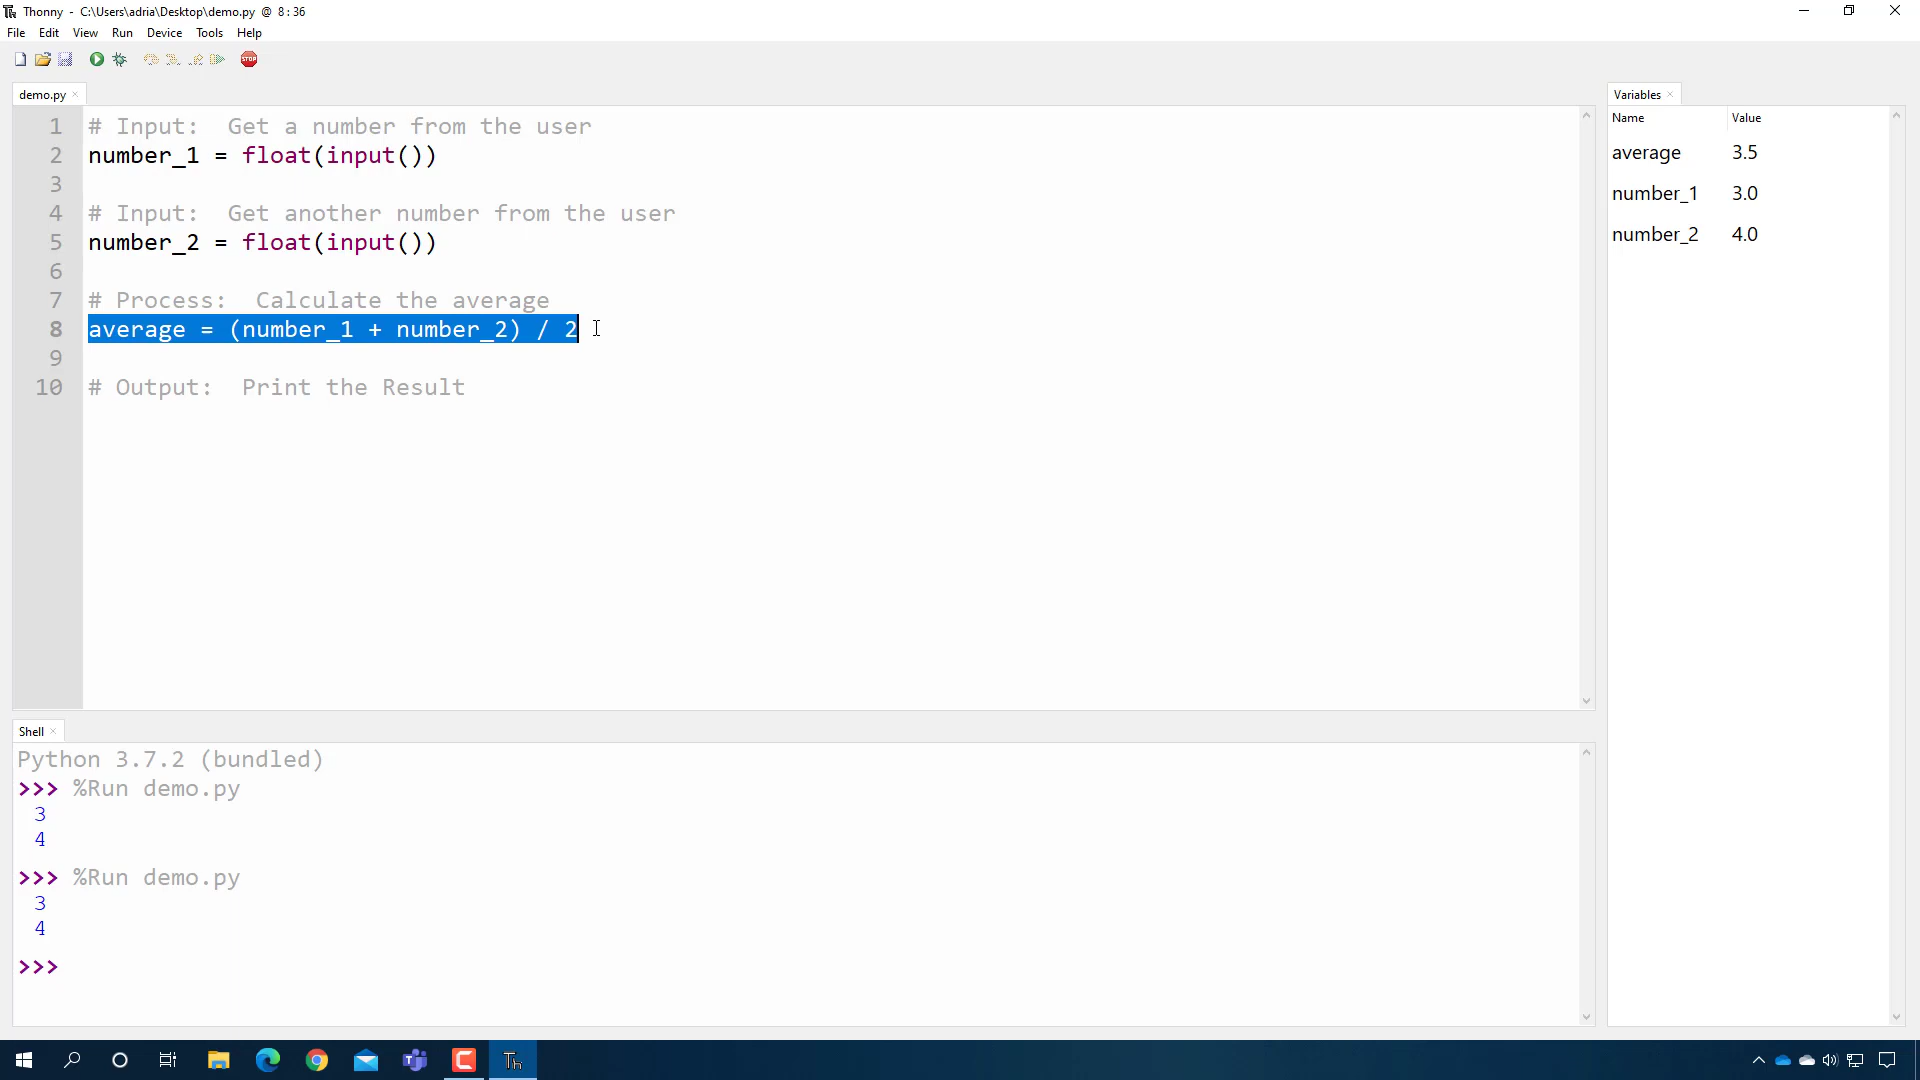 Th Thonny - C:\Users\adria\Desktop\demo.py @ 8 : 36
File Edit View Run Device Tools Help
STOP
demo.py ×
1 # Input:  Get a number from the user
2 number_1 = float(input())
3
4 # Input:  Get another number from the user
5 number_2 = float(input())
6
7 # Process:  Calculate the average
8 average = (number_1 + number_2) / 2
9
10 # Output:  Print the Result
Variables ×
Name Value
average 3.5
number_1 3.0
number_2 4.0
Shell ×
Python 3.7.2 (bundled)
>>> %Run demo.py
3
4
>>> %Run demo.py
3
4
>>>
Th